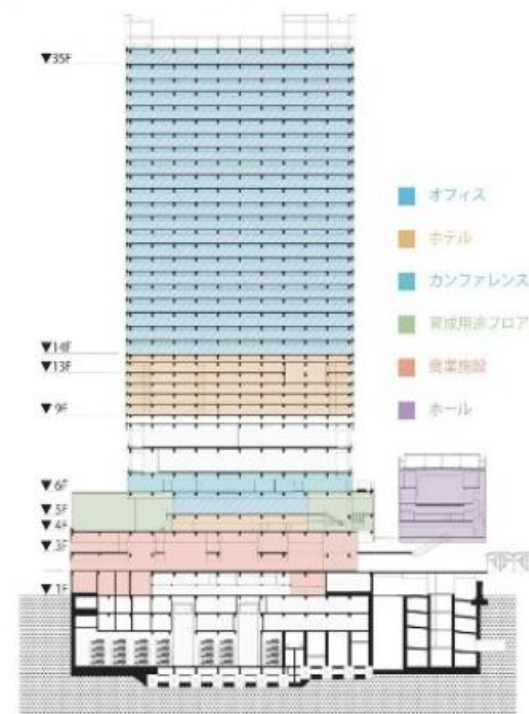 ▼35F
▼14F
▼13F
▼9F
▼6F
▼5F
▼4F
▼3F
▼1F
オフィス
ホテル
カンファレンス
育成用途フロア
商業施設
ホール